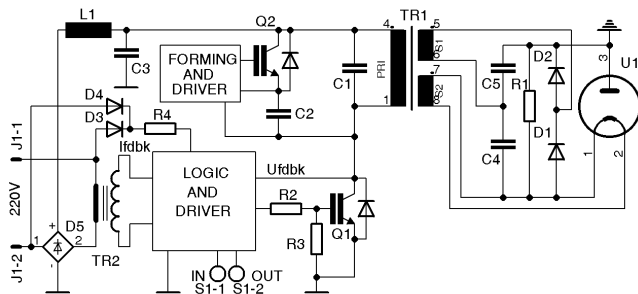 L1
Q2
4
TR1
5
C3
FORMING
AND
DRIVER
C1
PRI
S1
6
C5
R1
D2
3
U1
D4
C2
7
S2
D3
R4
1
8
C4
D1
J1-1
Ifdbk
LOGIC
AND
DRIVER
Ufdbk
1
2
220V
R2
+
D5
1
2
-
R3
Q1
J1-2
TR2
IN
OUT
S1-1
S1-2